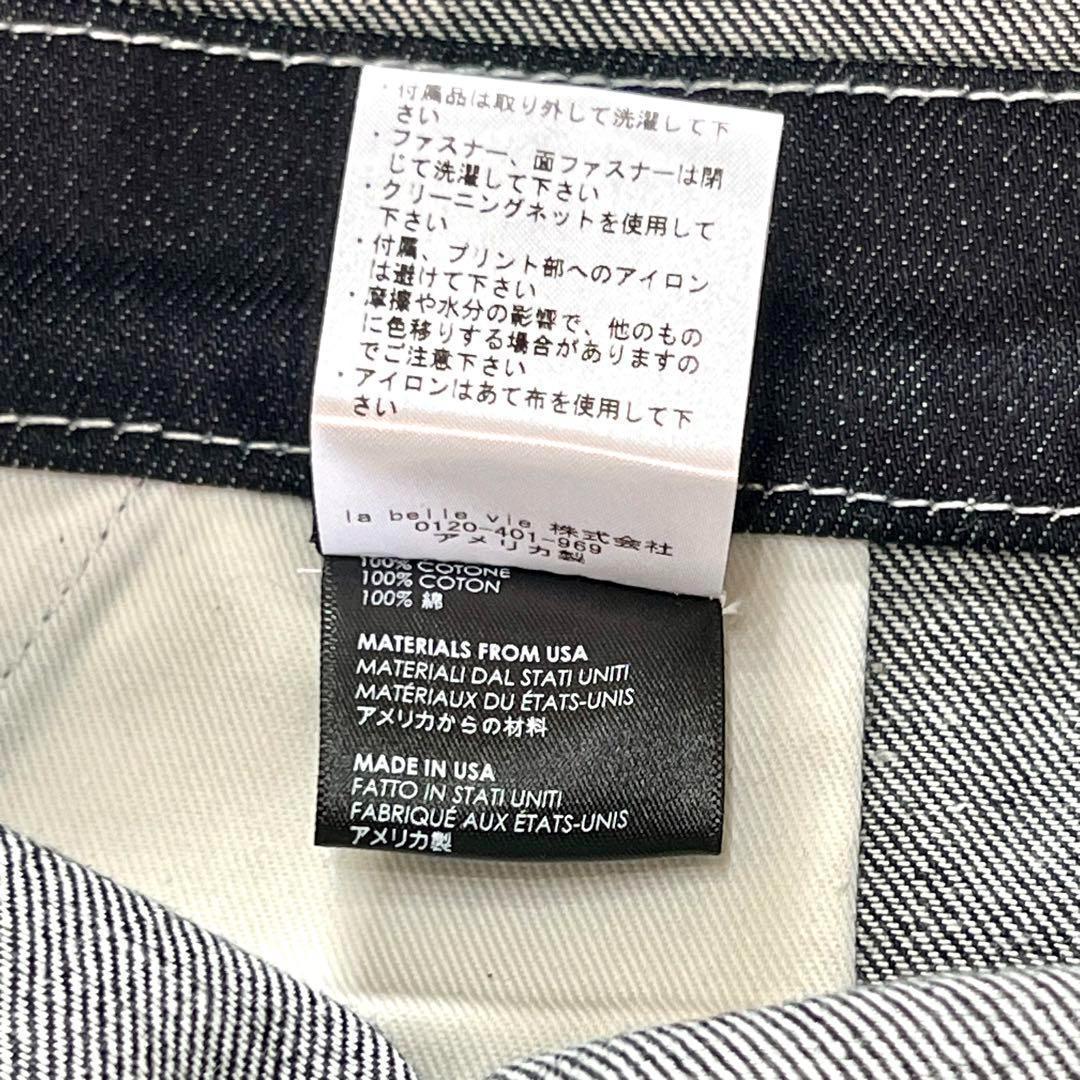 ・付属品は取り外して洗濯して下
さい
・ファスナー、面ファスナーは閉
じて洗濯して下さい
・クリーニングネットを使用して
下さい
・付属、プリント部へのアイロン
は避けて下さい
・摩擦や水分の影響で、他のもの
に色移りする場合がありますの
でご注意下さい
・アイロンはあて布を使用して下
さい
la belle vie 株式会社
0120-401-969
アメリカ製
100% COTONE
100% COTON
100% 綿
MATERIALS FROM USA
MATERIALI DAL STATI UNITI
MATERIAUX DU ÉTATS-UNIS
アメリカからの材料
MADE IN USA
FATTO IN STATI UNITI
FABRIQUÉ AUX ÉTATS-UNIS
アメリカ製